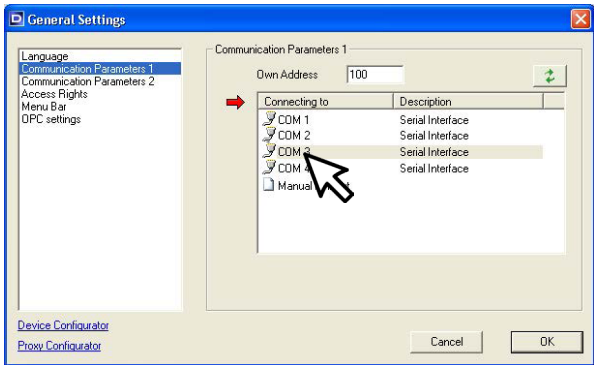 General Settings
Language
Communication Parameters 1
Communication Parameters 2
Access Rights
Menu Bar
OPC settings
Communication Parameters 1
Own Address 100
Connecting to Description
COM 1 Serial Interface
COM 2 Serial Interface
COM 3 Serial Interface
COM 4 Serial Interface
Manual
Device Configurator
Proxy Configurator
Cancel OK